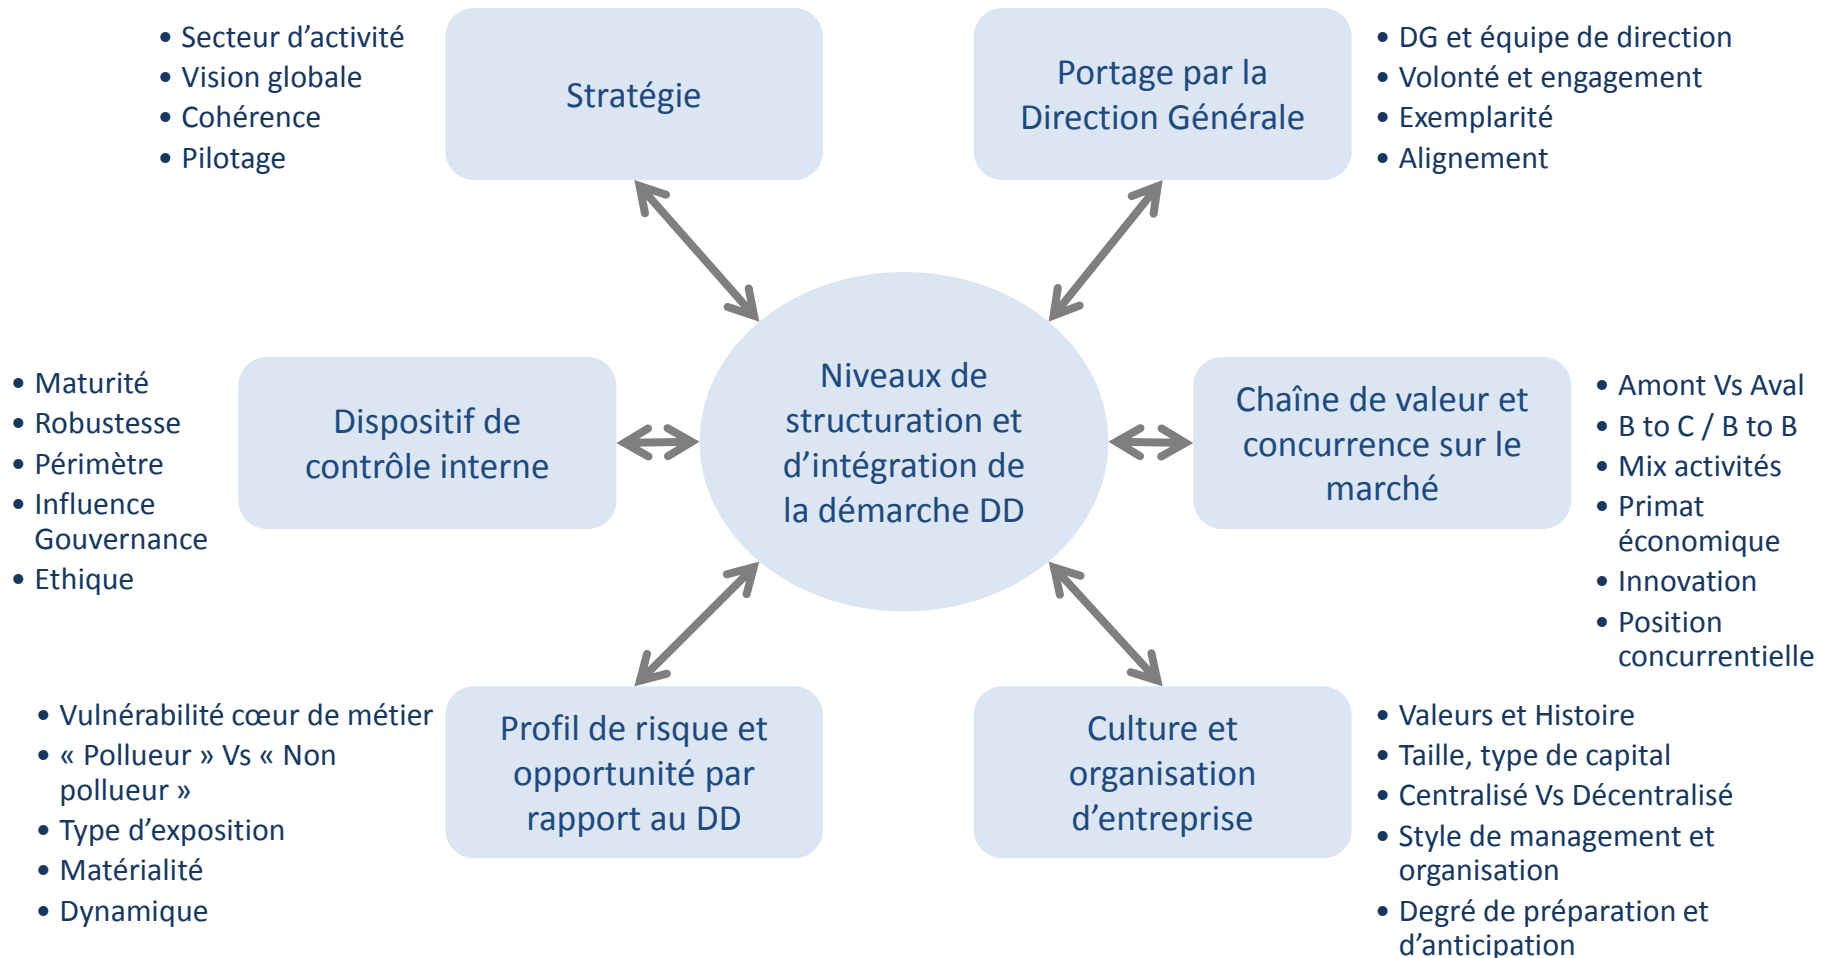 • Secteur d’activité
• Vision globale
• Cohérence
• Pilotage
Stratégie
Portage par la
Direction Générale
• DG et équipe de direction
• Volonté et engagement
• Exemplarité
• Alignement
• Maturité
• Robustesse
• Périmètre
• Influence
Gouvernance
• Ethique
Dispositif de
contrôle interne
Niveaux de
structuration et
d’intégration de
la démarche DD
Chaîne de valeur et
concurrence sur le
marché
• Amont Vs Aval
• B to C / B to B
• Mix activités
• Primat
économique
• Innovation
• Position
concurrentielle
• Vulnérabilité cœur de métier
• « Pollueur » Vs « Non
pollueur »
• Type d’exposition
• Matérialité
• Dynamique
Profil de risque et
opportunité par
rapport au DD
Culture et
organisation
d’entreprise
• Valeurs et Histoire
• Taille, type de capital
• Centralisé Vs Décentralisé
• Style de management et
organisation
• Degré de préparation et
d’anticipation